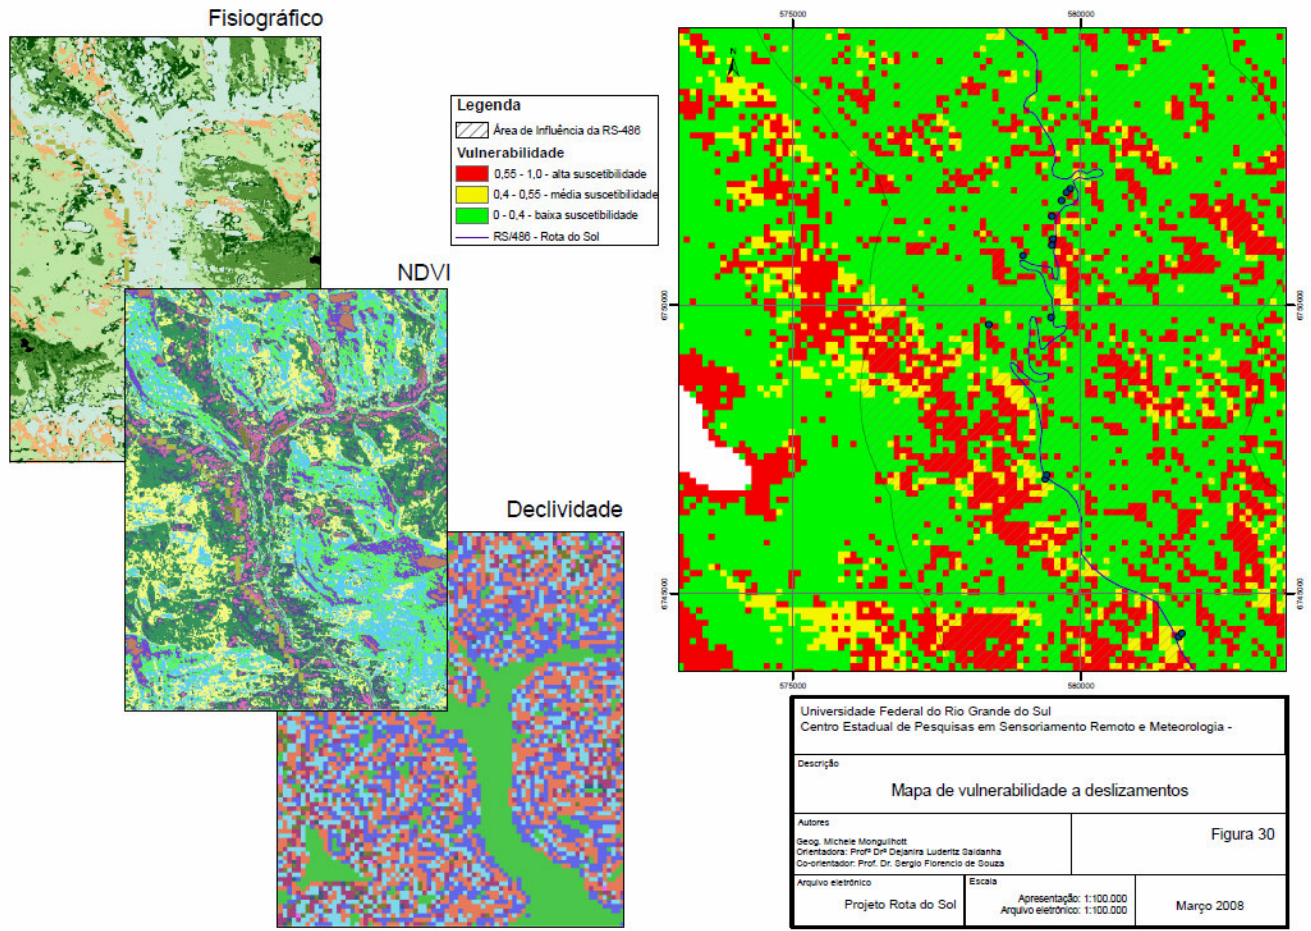 Fisiográfico
NDVI
Declividade
Legenda
Área de Influência da RS-486
Vulnerabilidade
0,55 - 1,0 - alta suscetibilidade
0,4 - 0,55 - média suscetibilidade
0 - 0,4 - baixa suscetibilidade
RS/486 - Rota do Sol
575000
580000
N
6750000
6750000
6745000
6745000
575000
580000
Universidade Federal do Rio Grande do Sul
Centro Estadual de Pesquisas em Sensoriamento Remoto e Meteorologia -
Descrição
Mapa de vulnerabilidade a deslizamentos
Autores
Geog. Michele Monguilhott
Orientadora: Profª Drª Dejanira Luderitz Saldanha
Co-orientador: Prof. Dr. Sergio Florencio de Souza
Figura 30
Arquivo eletrônico
Projeto Rota do Sol
Escala
Apresentação: 1:100.000
Arquivo eletrônico: 1:100.000
Março 2008